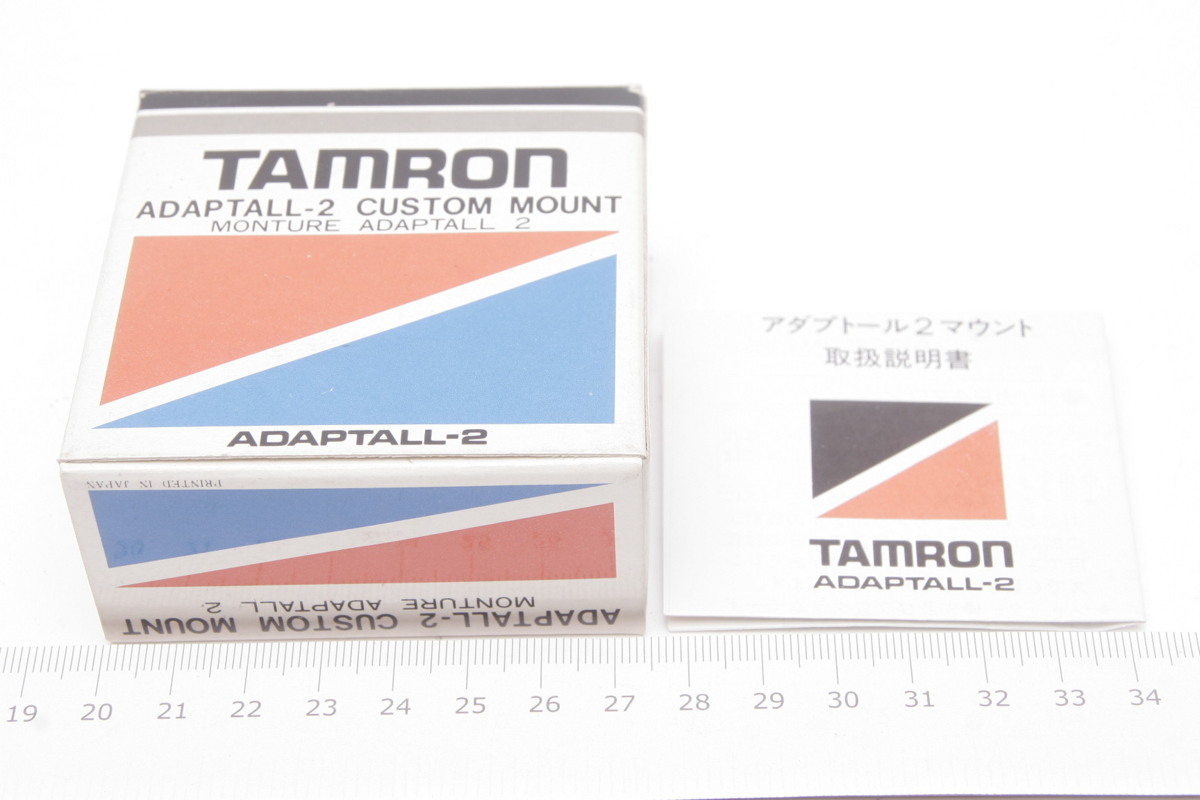 TAMRON
ADAPTALL-2 CUSTOM MOUNT
MONTURE ADAPTALL 2
ADAPTALL-2
PRINTED IN JAPAN
MONTURE ADAPTALL 2
ADAPTALL-2 CUSTOM MOUNT
アダプトール2マウント
取扱説明書
TAMRON
ADAPTALL-2
19 20 21 22 23 24 25 26 27 28 29 30 31 32 33 34